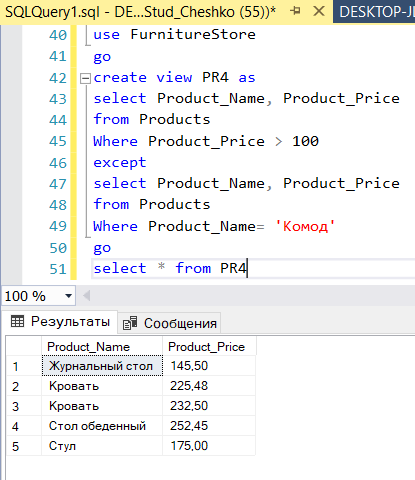 SQLQuery1.sql - DE...Stud_Cheshko (55))* DESKTOP-JI
40 use FurnitureStore
41 go
42 create view PR4 as
43 select Product_Name, Product_Price
44 from Products
45 Where Product_Price > 100
46 except
47 select Product_Name, Product_Price
48 from Products
49 Where Product_Name= 'Комод'
50 go
51 select * from PR4
100 %
Результаты Сообщения
Product_Name Product_Price
1 Журнальный стол 145,50
2 Кровать 225,48
3 Кровать 232,50
4 Стол обеденный 252,45
5 Стул 175,00